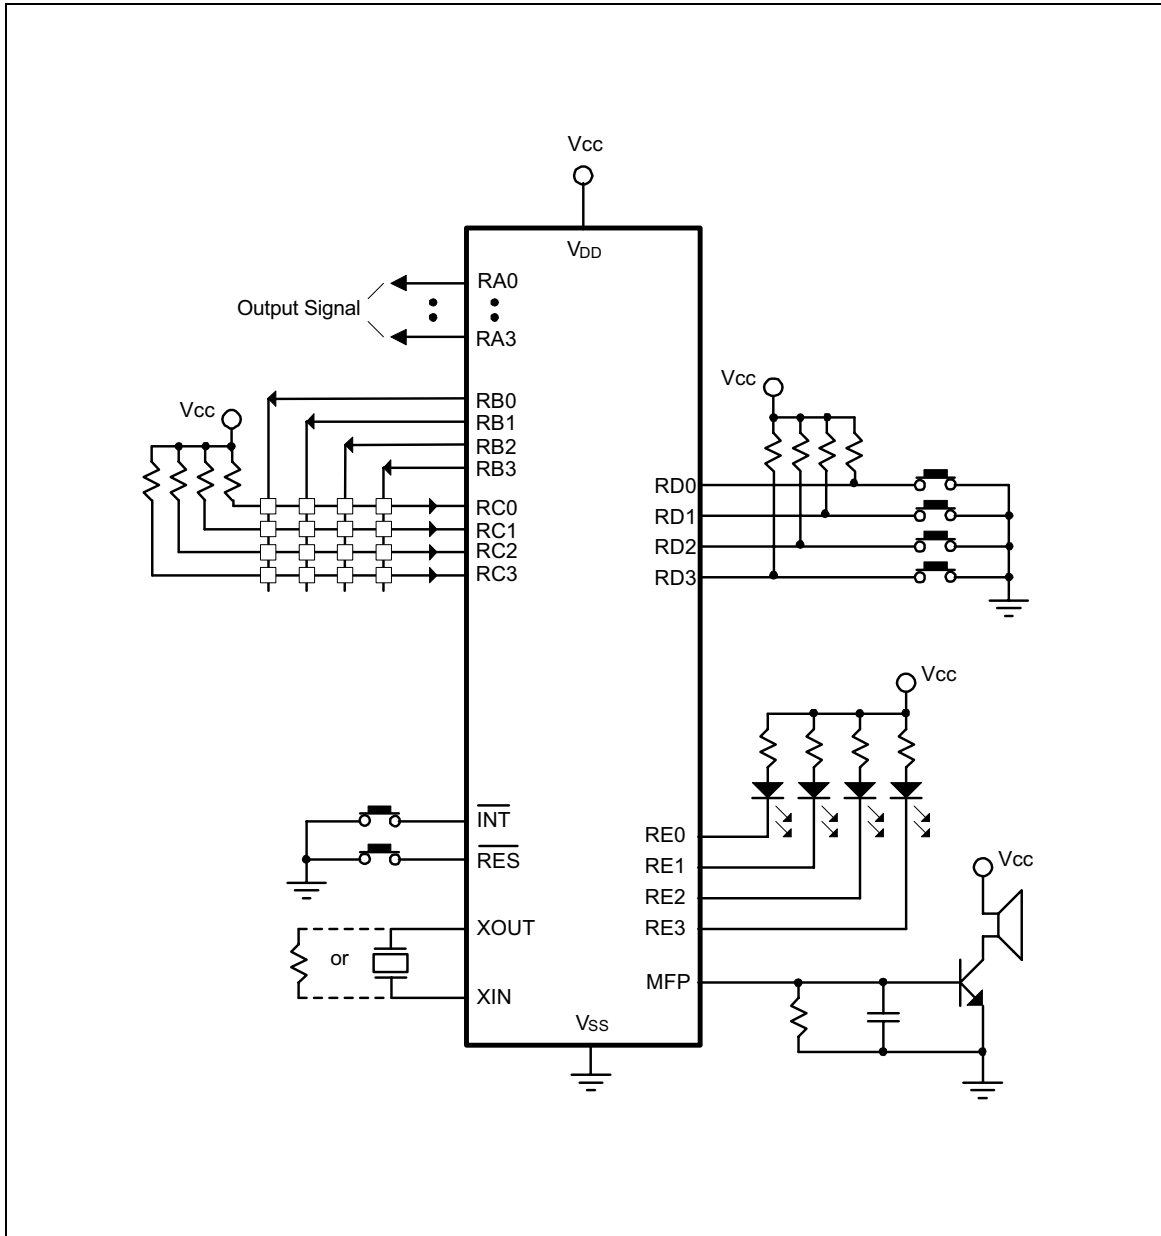 Vcc
VDD
RA0
Output Signal
RA3
Vcc
RB0
RB1
RB2
RB3
RC0
RC1
RC2
RC3
Vcc
RD0
RD1
RD2
RD3
INT
RES
XOUT
or
XIN
VSS
Vcc
RE0
RE1
RE2
RE3
Vcc
MFP